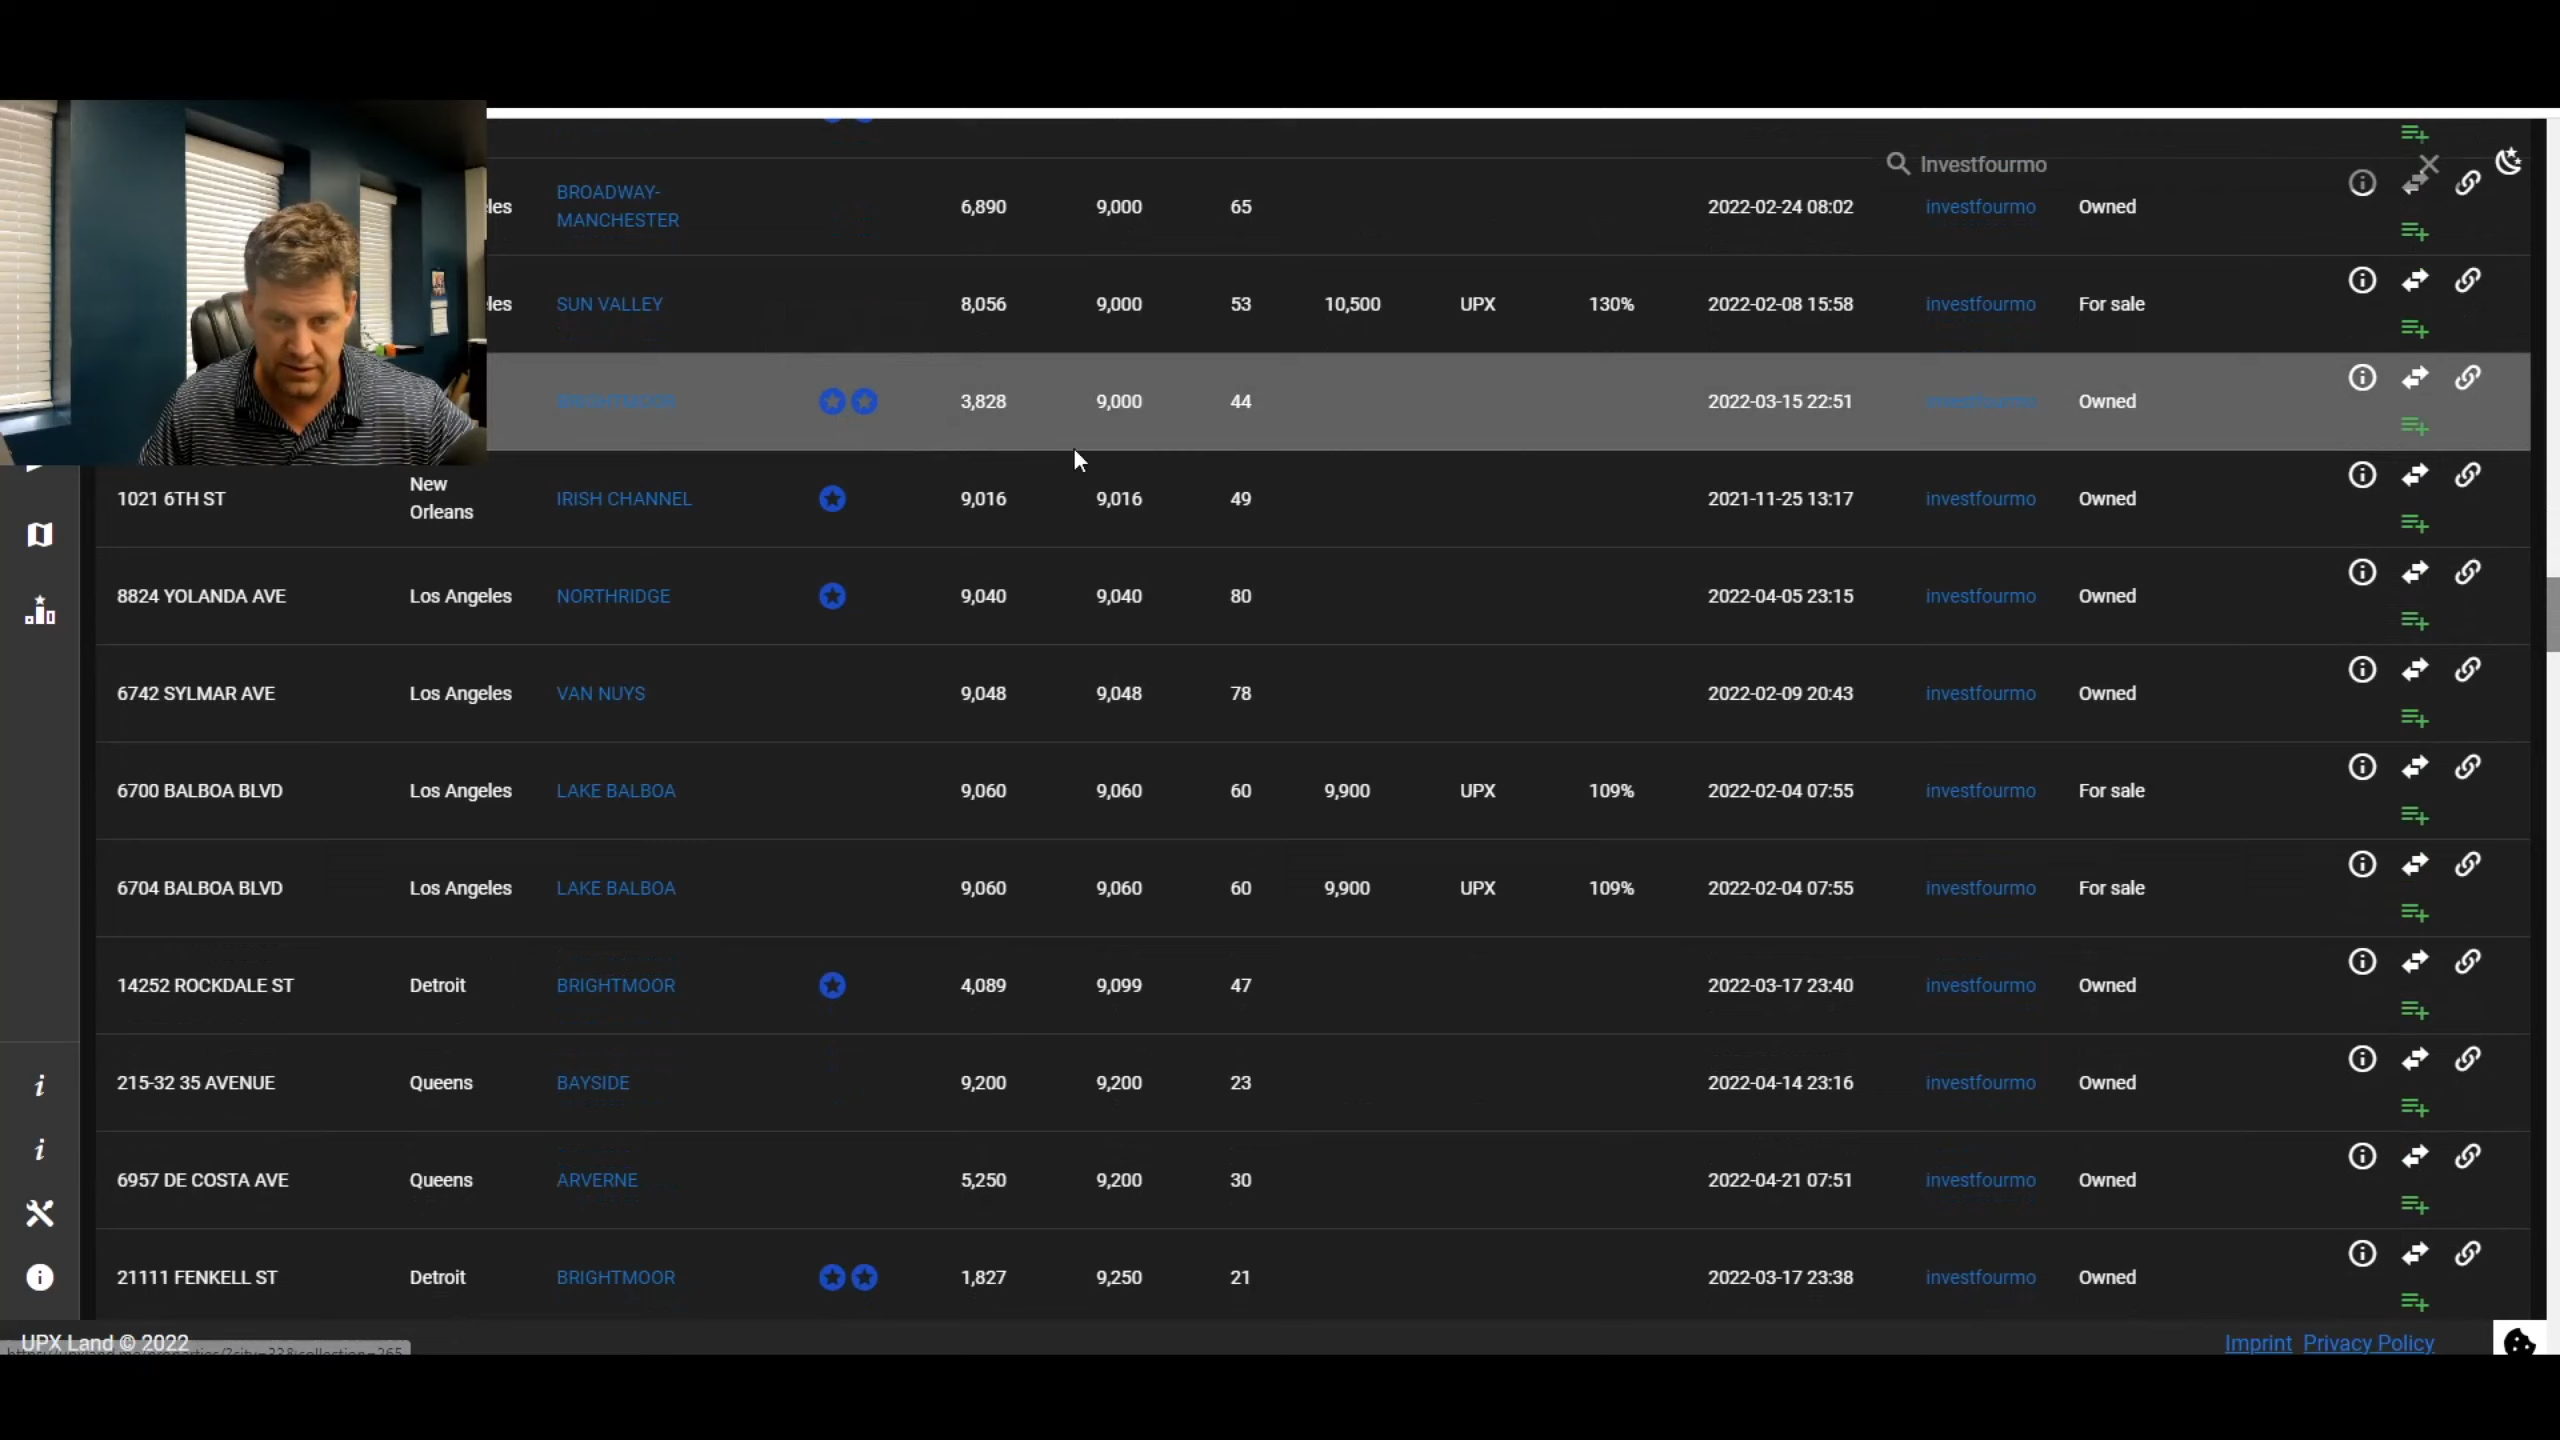 Investfourmo
les BROADWAY-
MANCHESTER 6,890 9,000 65 2022-02-24 08:02 investfourmo Owned
les SUN VALLEY 8,056 9,000 53 10,500 UPX 130% 2022-02-08 15:58 investfourmo For sale
BRIGHTMOOR 3,828 9,000 44 2022-03-15 22:51 investfourmo Owned
1021 6TH ST New
Orleans IRISH CHANNEL 9,016 9,016 49 2021-11-25 13:17 investfourmo Owned
8824 YOLANDA AVE Los Angeles NORTHRIDGE 9,040 9,040 80 2022-04-05 23:15 investfourmo Owned
6742 SYLMAR AVE Los Angeles VAN NUYS 9,048 9,048 78 2022-02-09 20:43 investfourmo Owned
6700 BALBOA BLVD Los Angeles LAKE BALBOA 9,060 9,060 60 9,900 UPX 109% 2022-02-04 07:55 investfourmo For sale
6704 BALBOA BLVD Los Angeles LAKE BALBOA 9,060 9,060 60 9,900 UPX 109% 2022-02-04 07:55 investfourmo For sale
14252 ROCKDALE ST Detroit BRIGHTMOOR 4,089 9,099 47 2022-03-17 23:40 investfourmo Owned
215-32 35 AVENUE Queens BAYSIDE 9,200 9,200 23 2022-04-14 23:16 investfourmo Owned
6957 DE COSTA AVE Queens ARVERNE 5,250 9,200 30 2022-04-21 07:51 investfourmo Owned
21111 FENKELL ST Detroit BRIGHTMOOR 1,827 9,250 21 2022-03-17 23:38 investfourmo Owned
UPX Land © 2022 Imprint Privacy Policy